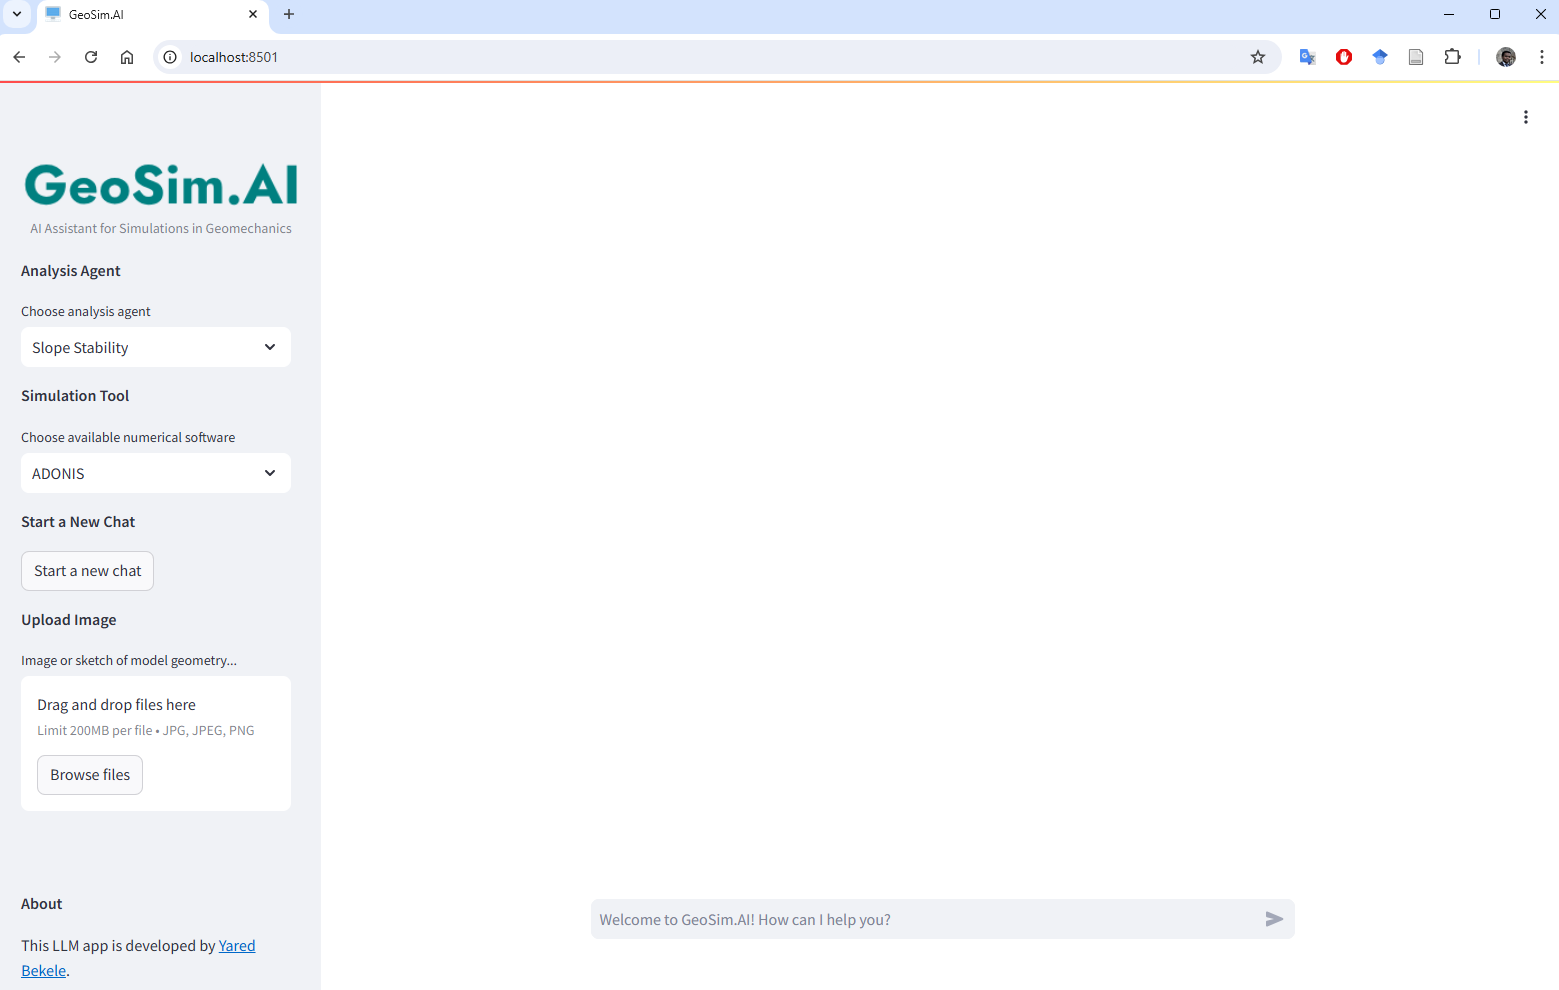 GeoSim.AI
localhost:8501
GeoSim.AI
AI Assistant for Simulations in Geomechanics
Analysis Agent
Choose analysis agent
Slope Stability
Simulation Tool
Choose available numerical software
ADONIS
Start a New Chat
Start a new chat
Upload Image
Image or sketch of model geometry...
Drag and drop files here
Limit 200MB per file • JPG, JPEG, PNG
Browse files
About
This LLM app is developed by Yared
Bekele.
Welcome to GeoSim.AI! How can I help you?